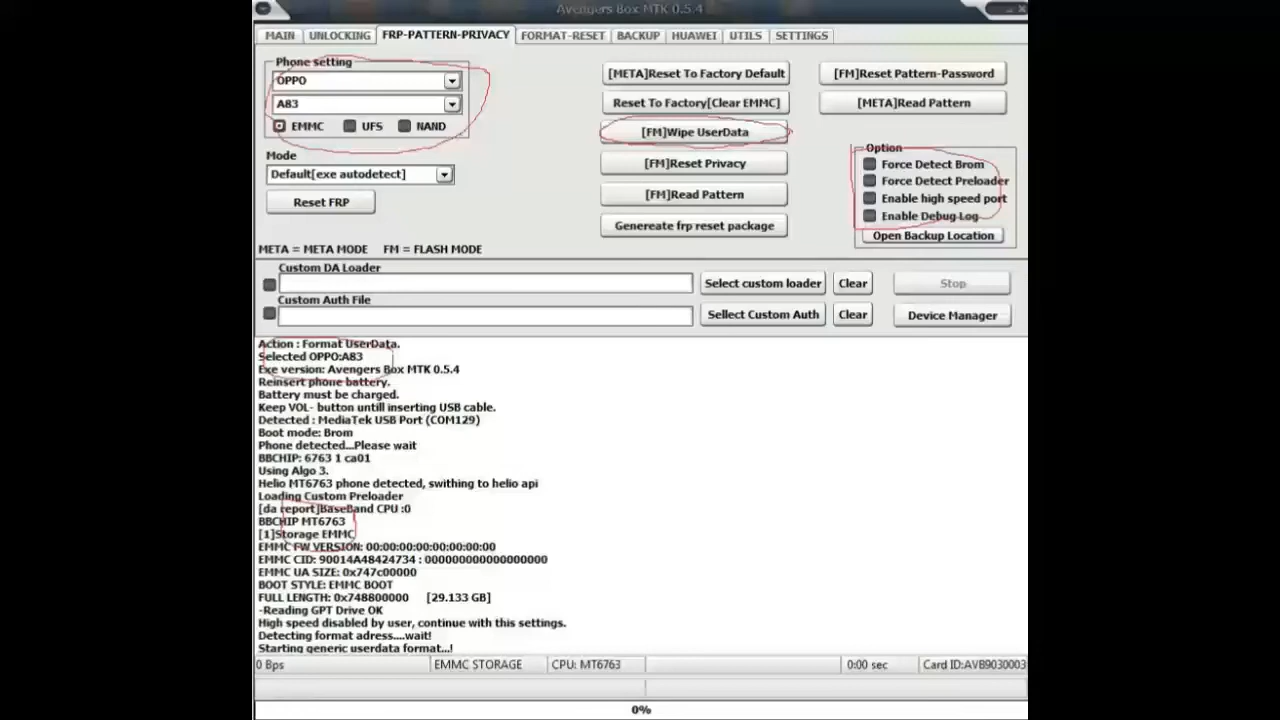 Avengers Box MTK 0.5.4
MAIN UNLOCKING FRP-PATTERN-PRIVACY FORMAT-RESET BACKUP HUAWEI UTILS SETTINGS
Phone setting
OPPO
A83
EMMC UFS NAND
Mode
Default[exe autodetect]
Reset FRP
META = META MODE FM = FLASH MODE
[META]Reset To Factory Default
Reset To Factory[Clear EMMC]
[FM]Wipe UserData
[FM]Reset Privacy
[FM]Read Pattern
Genereate frp reset package
[FM]Reset Pattern-Password
[META]Read Pattern
Option
Force Detect Brom
Force Detect Preloader
Enable high speed port
Enable Debug Log
Open Backup Location
Custom DA Loader
Select custom loader Clear Stop
Custom Auth File
Sellect Custom Auth Clear Device Manager
Action : Format UserData.
Selected OPPO:A83
Exe version: Avengers Box MTK 0.5.4
Reinsert phone battery.
Battery must be charged.
Keep VOL- button untill inserting USB cable.
Detected : MediaTek USB Port (COM129)
Boot mode: Brom
Phone detected...Please wait
BBCHIP: 6763 1 ca01
Using Algo 3.
Helio MT6763 phone detected, swithing to helio api
Loading Custom Preloader
[da report]BaseBand CPU :0
BBCHIP MT6763
[1]Storage EMMC
EMMC FW VERSION: 00:00:00:00:00:00:00:00
EMMC CID: 90014A48424734 : 000000000000000000
EMMC UA SIZE: 0x747c00000
BOOT STYLE: EMMC BOOT
FULL LENGTH: 0x748800000 [29.133 GB]
-Reading GPT Drive OK
High speed disabled by user, continue with this settings.
Detecting format adress....wait!
Starting generic userdata format...!
0 Bps EMMC STORAGE CPU: MT6763 0:00 sec Card ID:AVB9030003
0%